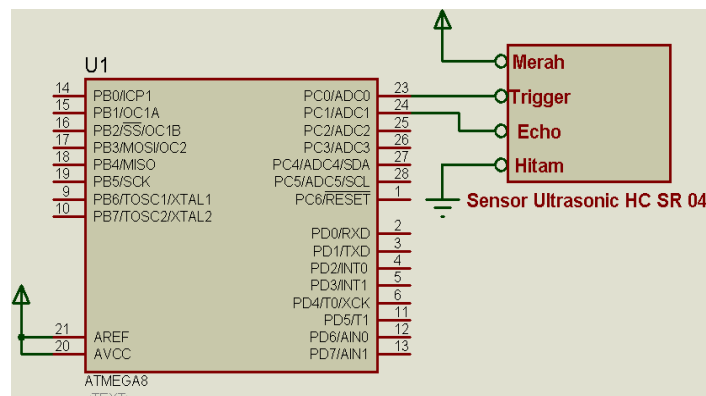 U1
14 PB0/ICP1
15 PB1/OC1A
16 PB2/SS/OC1B
17 PB3/MOSI/OC2
18 PB4/MISO
19 PB5/SCK
9 PB6/TOSC1/XTAL1
10 PB7/TOSC2/XTAL2
21 AREF
20 AVCC
PC0/ADC0 23
PC1/ADC1 24
PC2/ADC2 25
PC3/ADC3 26
PC4/ADC4/SDA 27
PC5/ADC5/SCL 28
PC6/RESET 1
PD0/RXD 2
PD1/TXD 3
PD2/INT0 4
PD3/INT1 5
PD4/T0/XCK 6
PD5/T1 11
PD6/AIN0 12
PD7/AIN1 13
ATMEGA8
TEXT
Merah
Trigger
Echo
Hitam
Sensor Ultrasonic HC SR 04